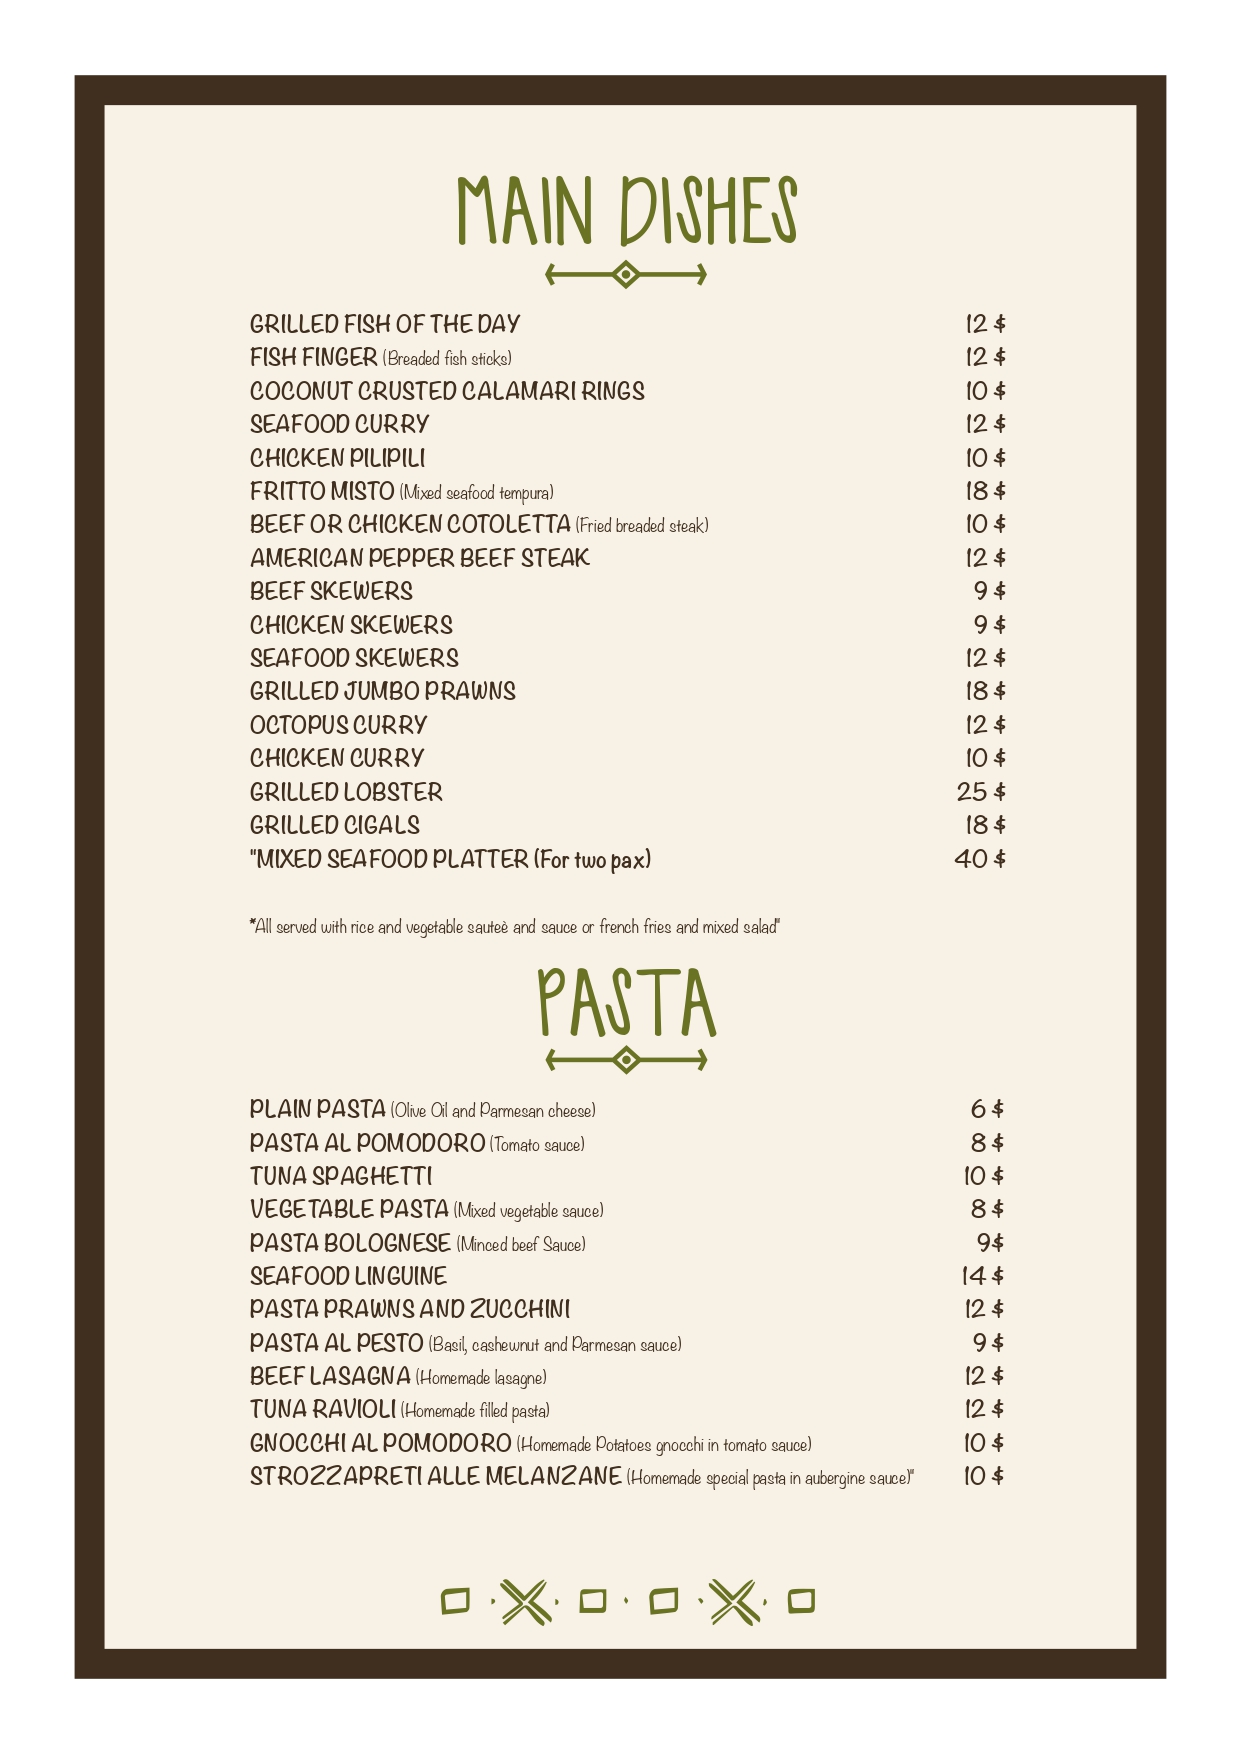 MAIN DISHES
GRILLED FISH OF THE DAY 12 $
FISH FINGER (Breaded fish sticks) 12 $
COCONUT CRUSTED CALAMARI RINGS 10 $
SEAFOOD CURRY 12 $
CHICKEN PILIPILI 10 $
FRITTO MISTO (Mixed seafood tempura) 18 $
BEEF OR CHICKEN COTOLETTA (Fried breaded steak) 10 $
AMERICAN PEPPER BEEF STEAK 12 $
BEEF SKEWERS 9 $
CHICKEN SKEWERS 9 $
SEAFOOD SKEWERS 12 $
GRILLED JUMBO PRAWNS 18 $
OCTOPUS CURRY 12 $
CHICKEN CURRY 10 $
GRILLED LOBSTER 25 $
GRILLED CIGALS 18 $
"MIXED SEAFOOD PLATTER (For two pax) 40 $
*All served with rice and vegetable sauteè and sauce or french fries and mixed salad"
PASTA
PLAIN PASTA (Olive Oil and Parmesan cheese) 6 $
PASTA AL POMODORO (Tomato sauce) 8 $
TUNA SPAGHETTI 10 $
VEGETABLE PASTA (Mixed vegetable sauce) 8 $
PASTA BOLOGNESE (Minced beef Sauce) 9$
SEAFOOD LINGUINE 14 $
PASTA PRAWNS AND ZUCCHINI 12 $
PASTA AL PESTO (Basil, cashewnut and Parmesan sauce) 9 $
BEEF LASAGNA (Homemade lasagne) 12 $
TUNA RAVIOLI (Homemade filled pasta) 12 $
GNOCCHI AL POMODORO (Homemade Potatoes gnocchi in tomato sauce) 10 $
STROZZAPRETI ALLE MELANZANE (Homemade special pasta in aubergine sauce)" 10 $